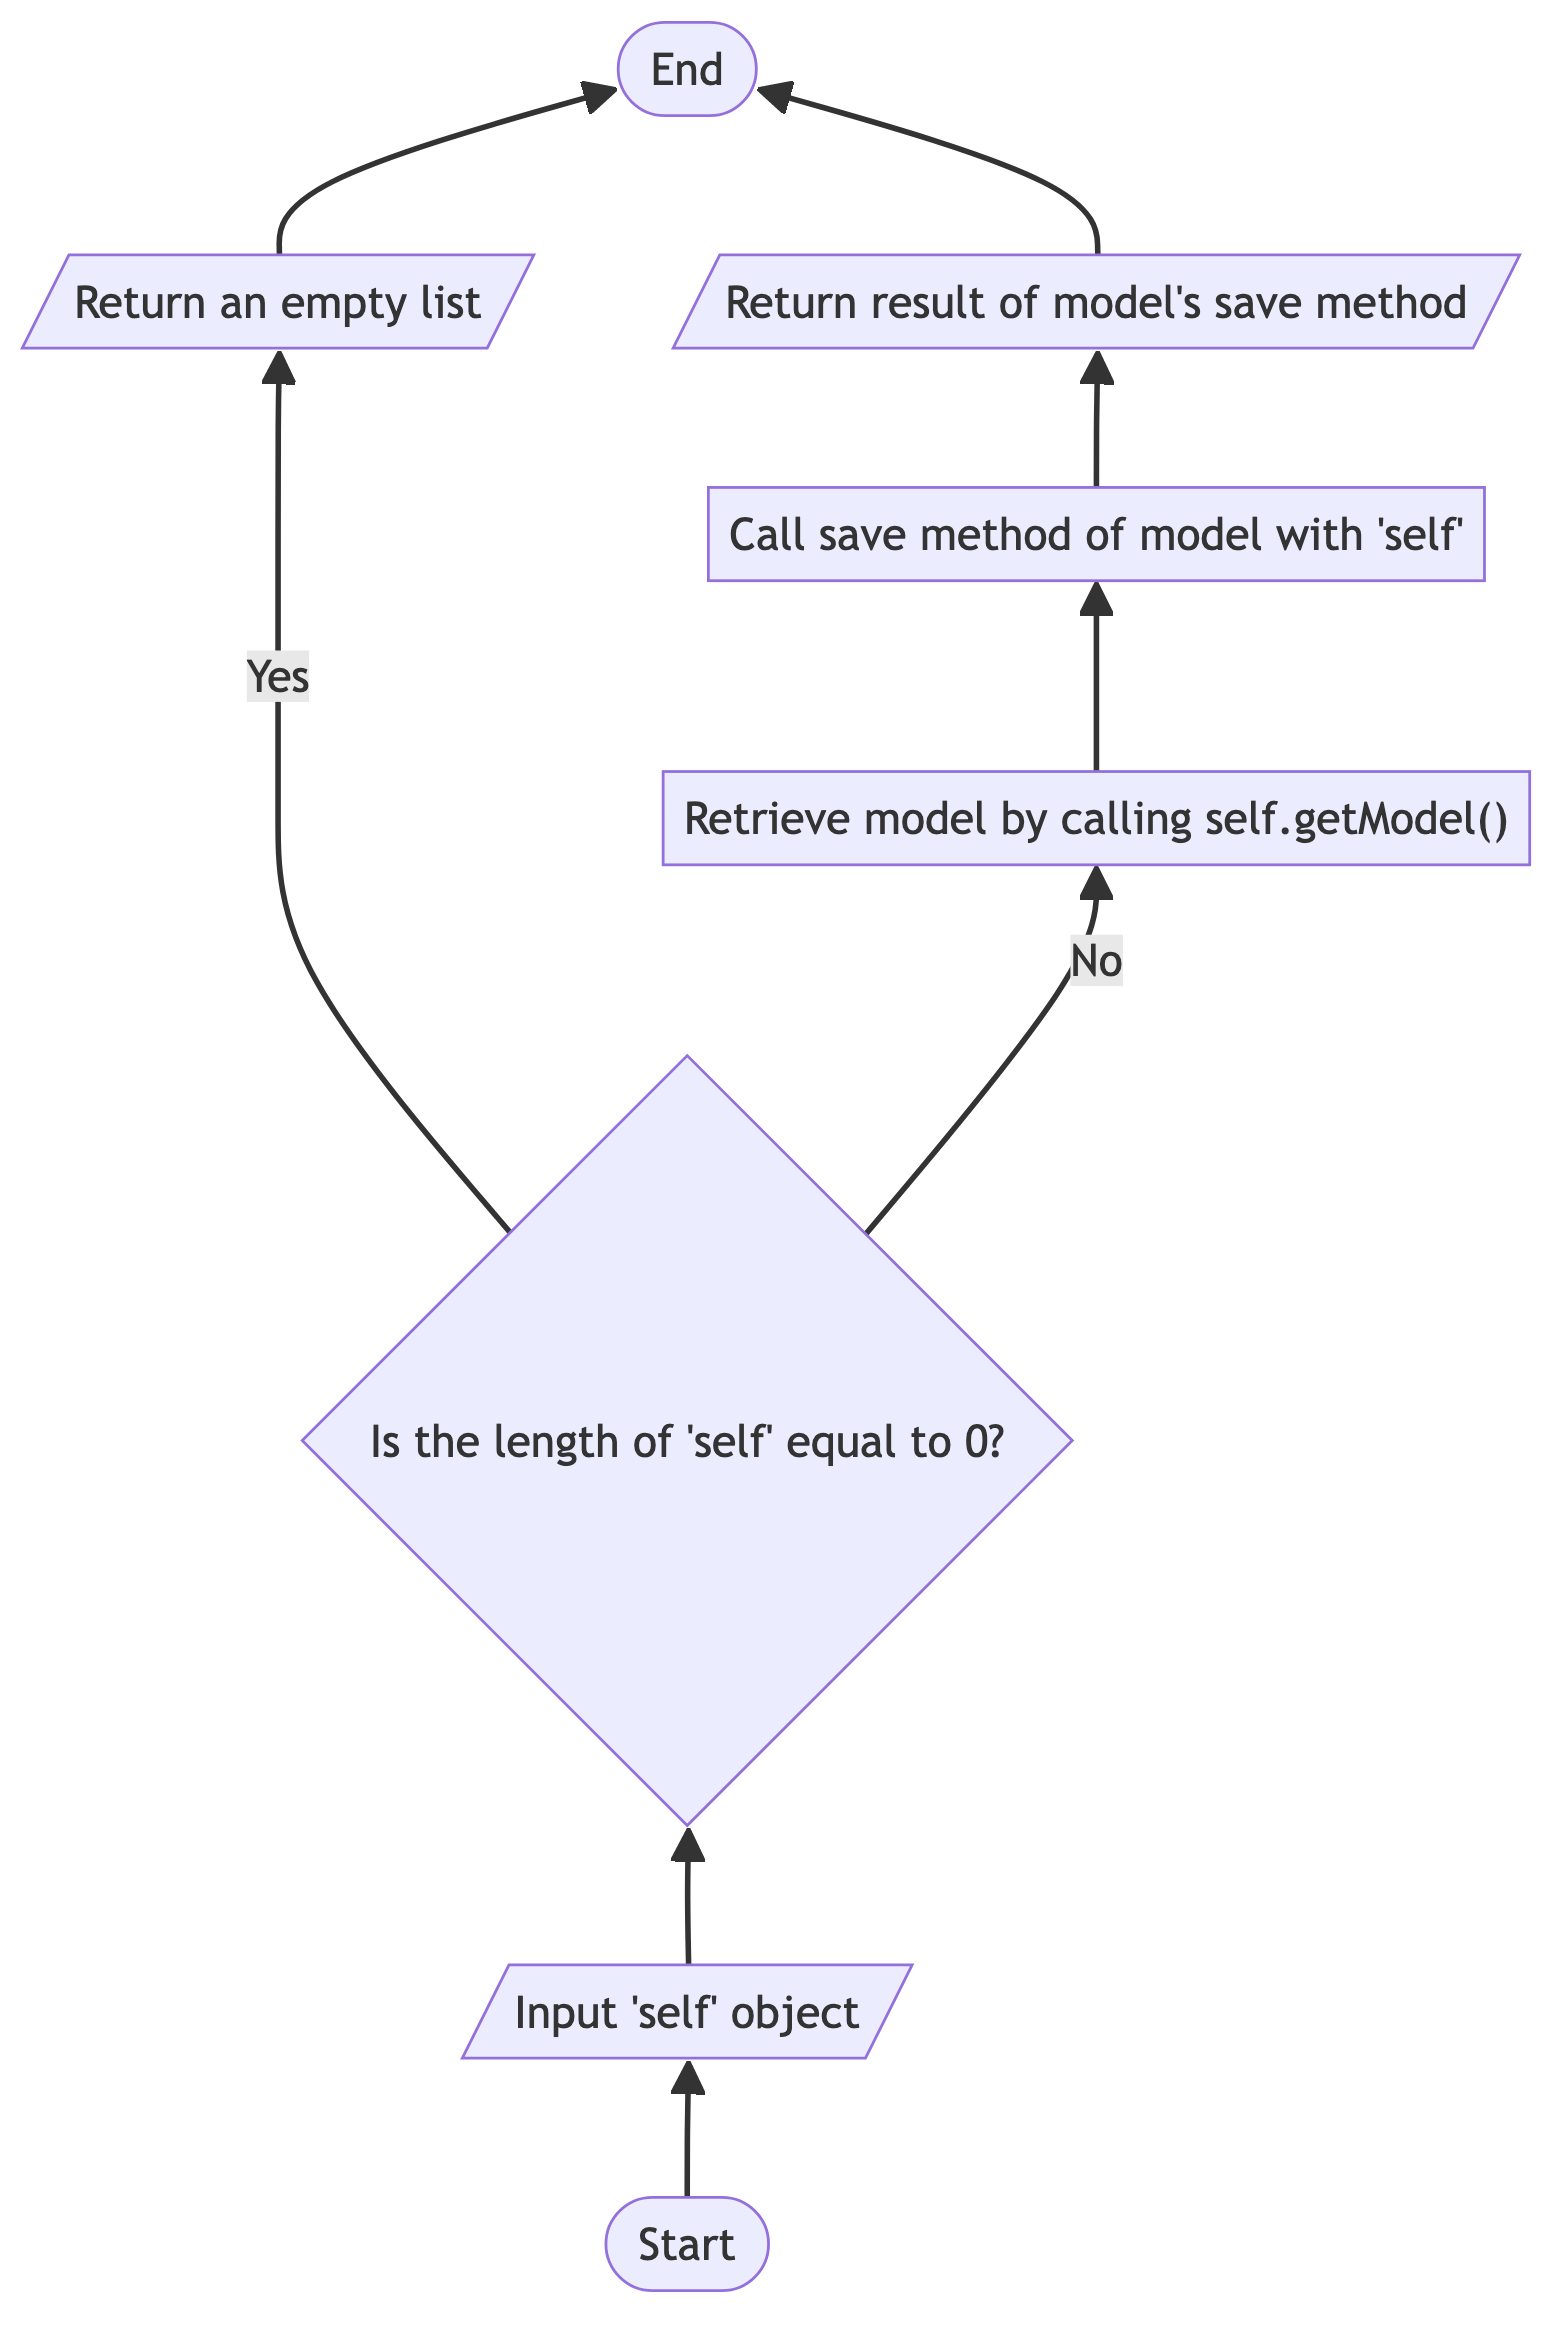 End
Return an empty list
Return result of model's save method
Call save method of model with 'self'
Yes
Retrieve model by calling self.getModel()
No
Is the length of 'self' equal to 0?
Input 'self' object
Start